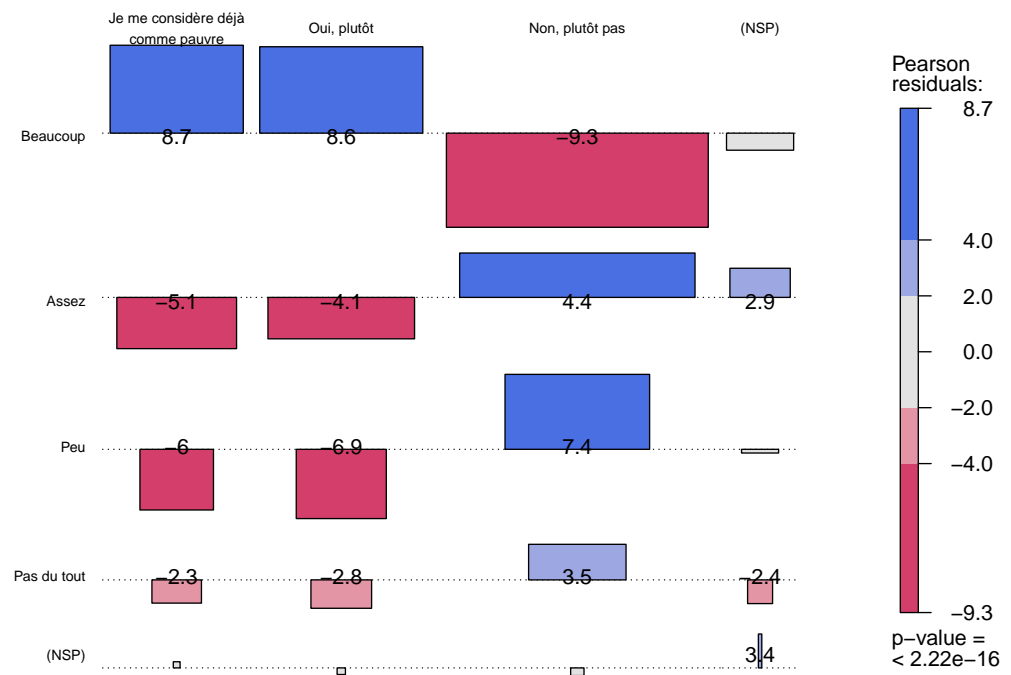 Je me considère déjà
comme pauvre
Oui, plutôt
Non, plutôt pas
(NSP)
Pearson
residuals:
8.7
4.0
2.0
0.0
−2.0
−4.0
−9.3
p−value =
< 2.22e−16
Beaucoup
8.7
8.6
−9.3
Assez
−5.1
−4.1
4.4
2.9
Peu
−6
−6.9
7.4
Pas du tout
−2.3
−2.8
3.5
−2.4
(NSP)
3.4